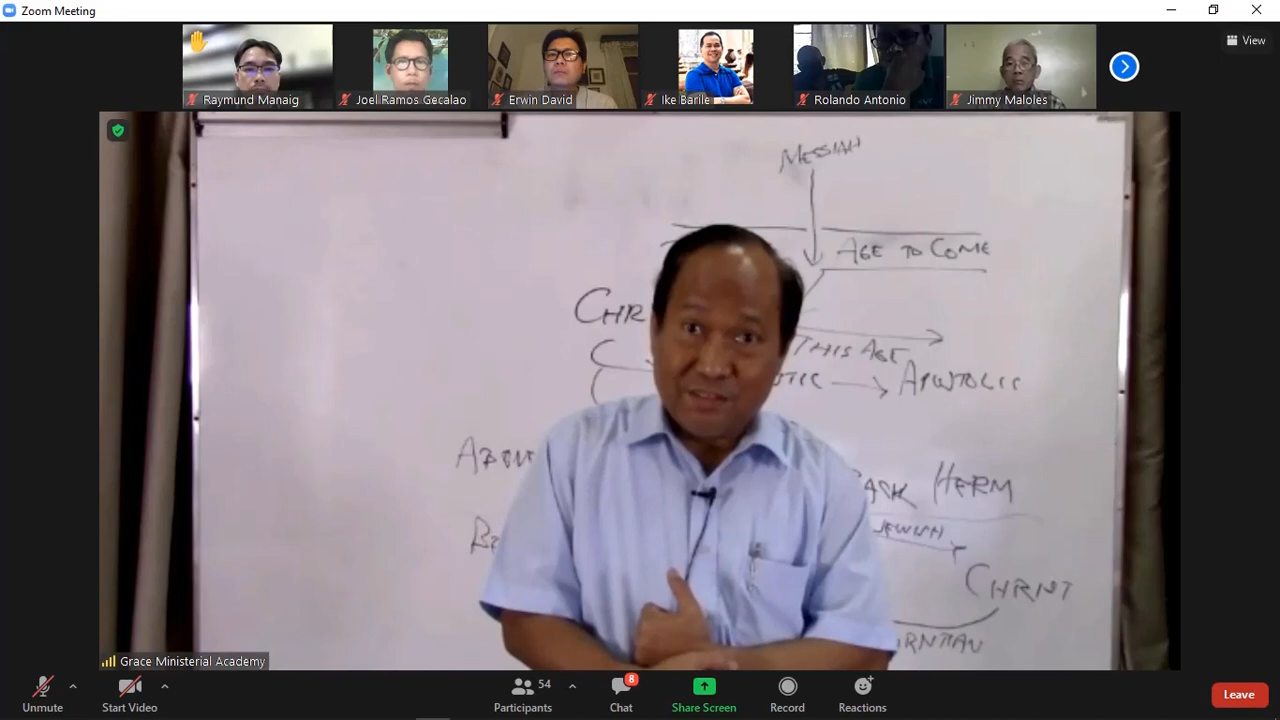 Zoom Meeting
View
Raymund Manaig
Joel Ramos Gecalao
Erwin David
Ike Barile
Rolando Antonio
Jimmy Maloles
MESSIAH
AGE TO COME
CHR
THIS AGE
APOSTOLIC
HERM
JEWISH
CHRIST
Grace Ministerial Academy
Unmute
Start Video
54
Participants
8
Chat
Share Screen
Record
Reactions
Leave